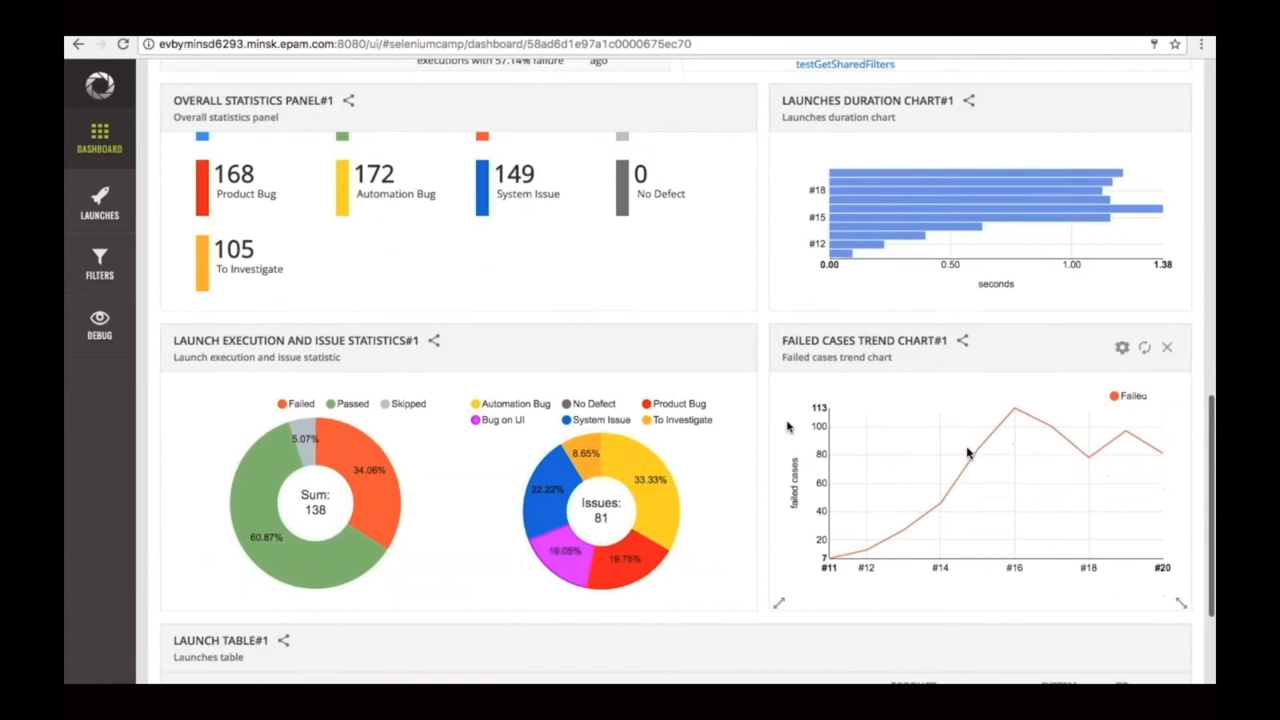 evbyminsd6293.minsk.epam.com:8080/ui/#seleniumcamp/dashboard/58ad6d1e97a1c0000675ec70
executions with 57.14% failure ago
testGetSharedFilters
DASHBOARD
LAUNCHES
FILTERS
DEBUG
OVERALL STATISTICS PANEL#1
Overall statistics panel
168
Product Bug
172
Automation Bug
149
System Issue
0
No Defect
105
To Investigate
LAUNCHES DURATION CHART#1
Launches duration chart
#18
#15
#12
0.00 0.50 1.00 1.38
seconds
LAUNCH EXECUTION AND ISSUE STATISTICS#1
Launch execution and issue statistic
Failed Passed Skipped
5.07%
34.06%
Sum:
138
60.87%
Automation Bug No Defect Product Bug
Bug on UI System Issue To Investigate
8.65%
33.33%
22.22%
Issues:
81
16.05%
19.75%
FAILED CASES TREND CHART#1
Failed cases trend chart
Failed
113
100
80
60
40
20
7
failed cases
#11 #12 #14 #16 #18 #20
LAUNCH TABLE#1
Launches table